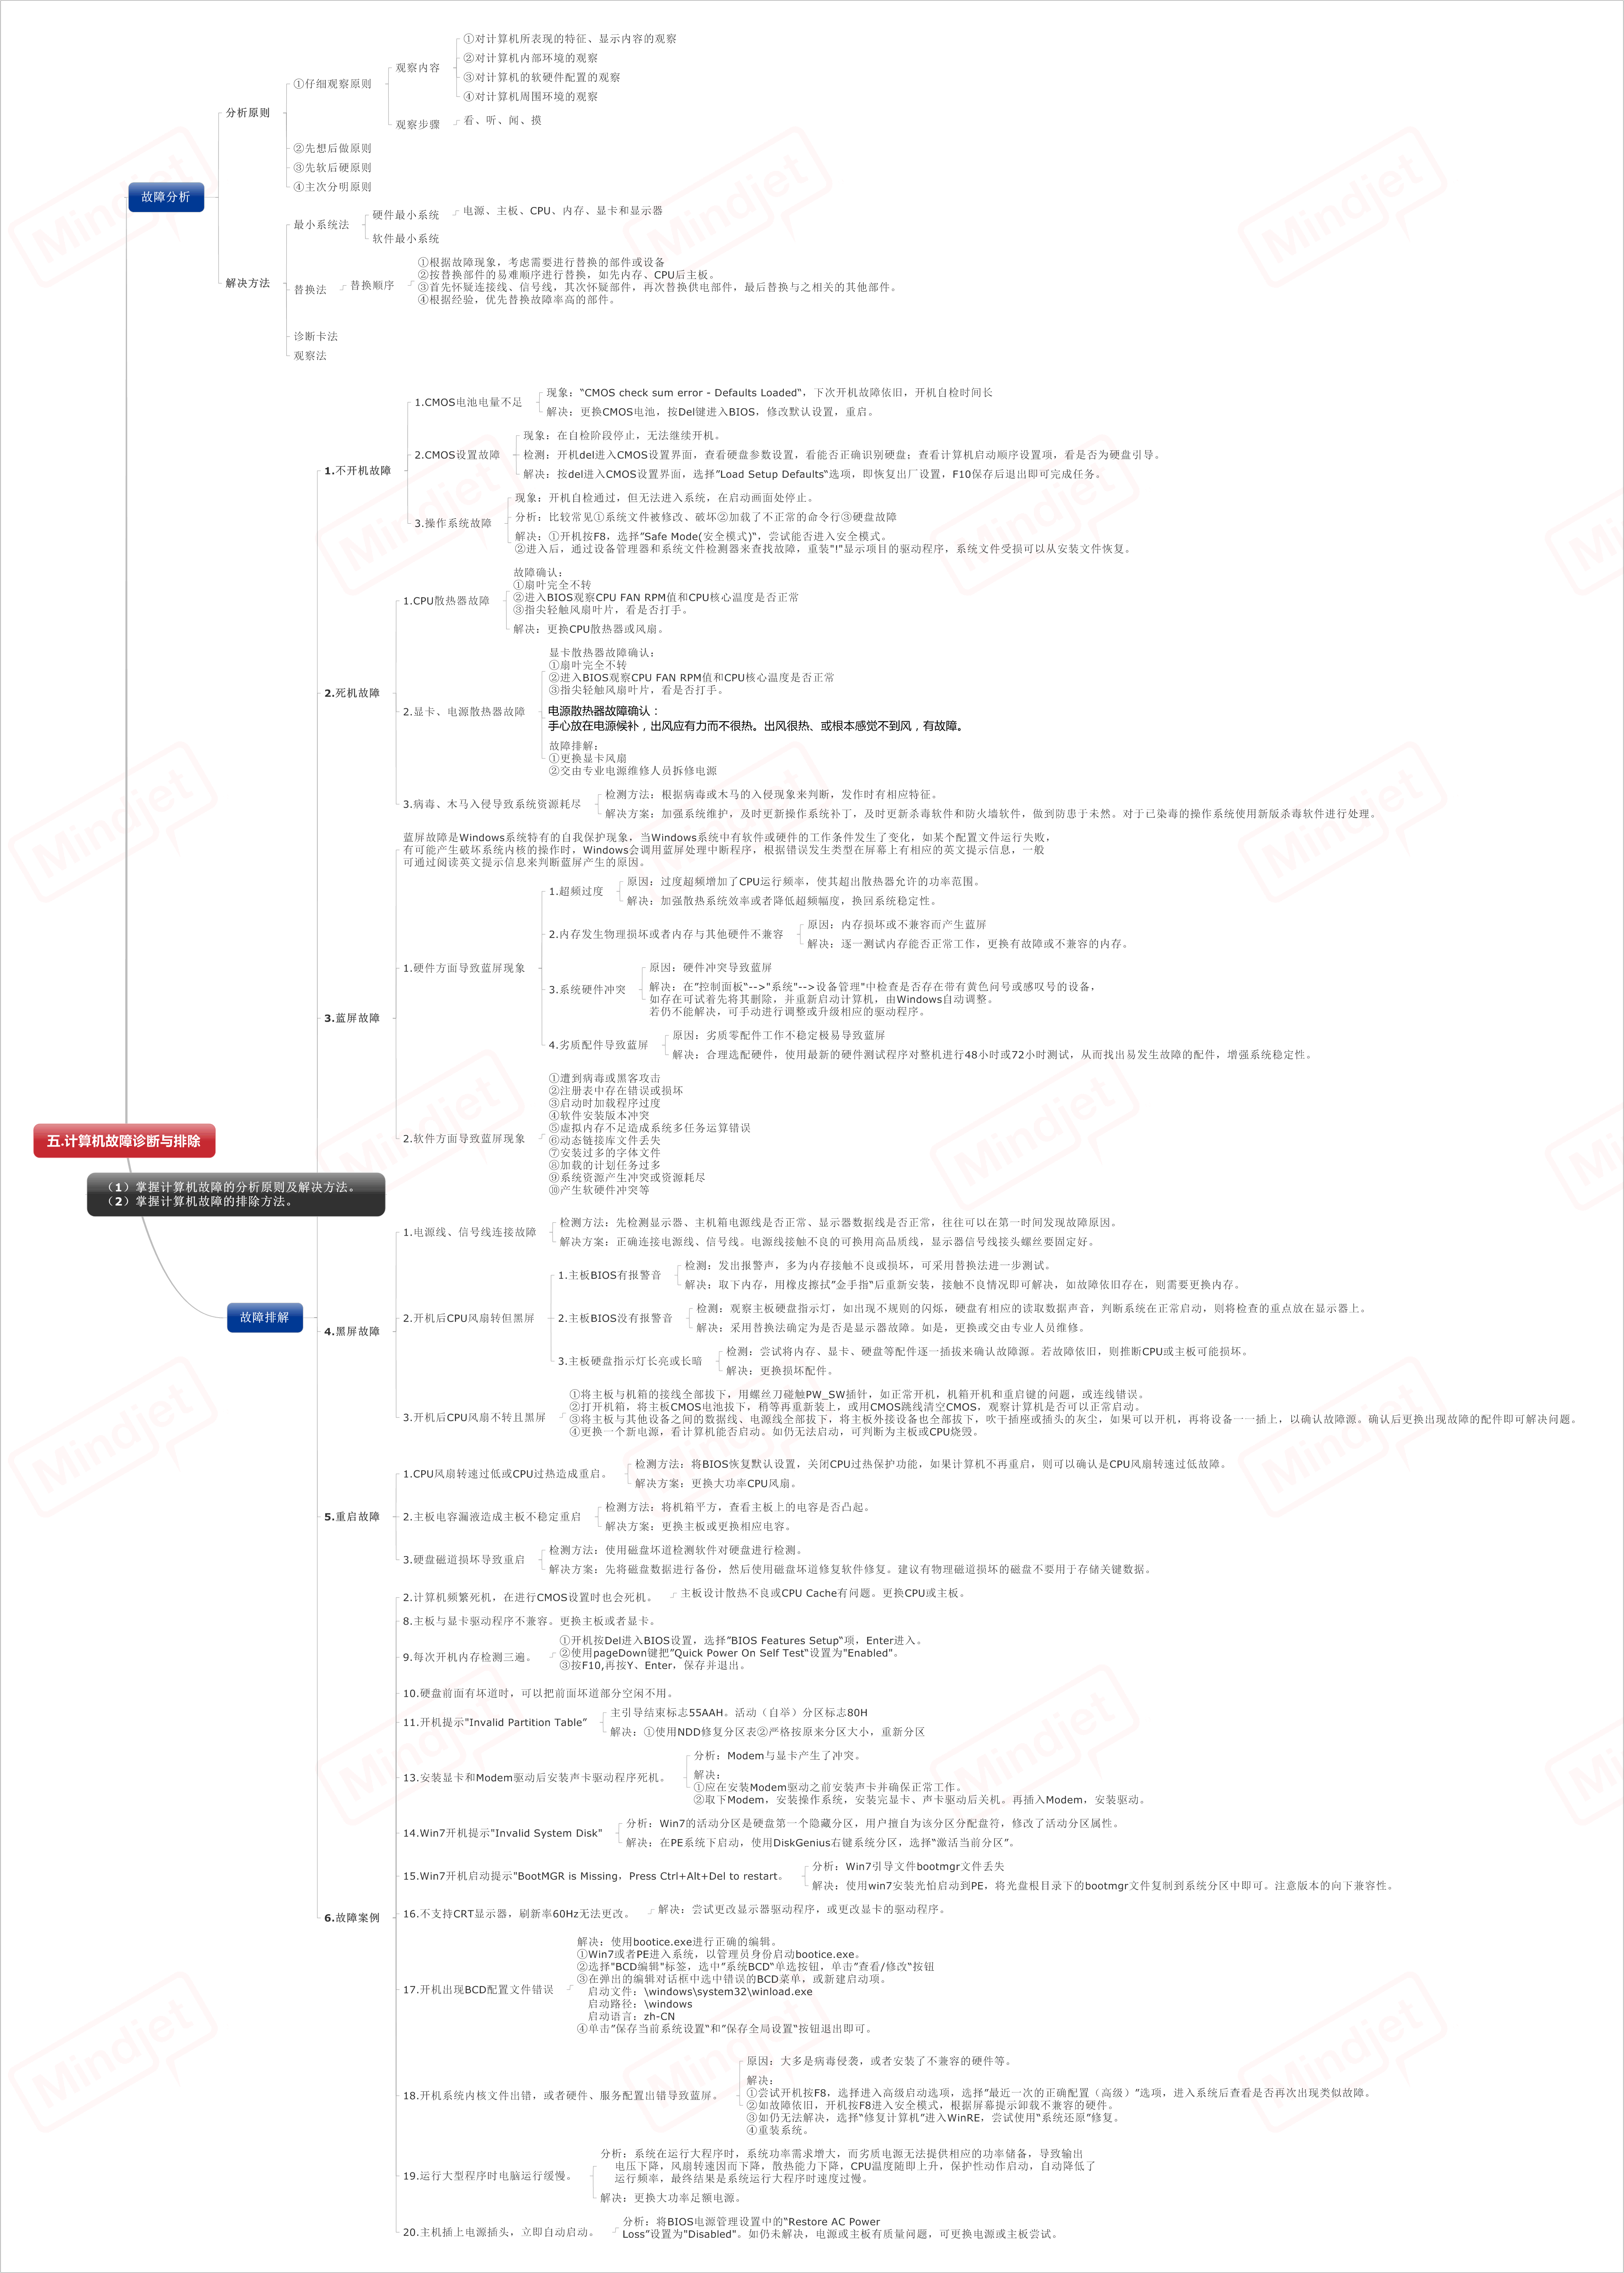 五.计算机故障诊断与排除
（1）掌握计算机故障的分析原则及解决方法。
（2）掌握计算机故障的排除方法。
故障分析
分析原则
①仔细观察原则
观察内容
①对计算机所表现的特征、显示内容的观察
②对计算机内部环境的观察
③对计算机的软硬件配置的观察
④对计算机周围环境的观察
观察步骤
看、听、闻、摸
②先想后做原则
③先软后硬原则
④主次分明原则
解决方法
最小系统法
硬件最小系统
电源、主板、CPU、内存、显卡和显示器
软件最小系统
替换法
替换顺序
①根据故障现象，考虑需要进行替换的部件或设备
②按替换部件的易难顺序进行替换，如先内存、CPU后主板。
③首先怀疑连接线、信号线，其次怀疑部件，再次替换供电部件，最后替换与之相关的其他部件。
④根据经验，优先替换故障率高的部件。
诊断卡法
观察法
故障排解
1.不开机故障
1.CMOS电池电量不足
现象：“CMOS check sum error - Defaults Loaded“，下次开机故障依旧，开机自检时间长
解决：更换CMOS电池，按Del键进入BIOS，修改默认设置，重启。
2.CMOS设置故障
现象：在自检阶段停止，无法继续开机。
检测：开机del进入CMOS设置界面，查看硬盘参数设置，看能否正确识别硬盘；查看计算机启动顺序设置项，看是否为硬盘引导。
解决：按del进入CMOS设置界面，选择”Load Setup Defaults“选项，即恢复出厂设置，F10保存后退出即可完成任务。
3.操作系统故障
现象：开机自检通过，但无法进入系统，在启动画面处停止。
分析：比较常见①系统文件被修改、破坏②加载了不正常的命令行③硬盘故障
解决：①开机按F8，选择”Safe Mode(安全模式)“，尝试能否进入安全模式。
②进入后，通过设备管理器和系统文件检测器来查找故障，重装"!"显示项目的驱动程序，系统文件受损可以从安装文件恢复。
2.死机故障
1.CPU散热器故障
故障确认：
①扇叶完全不转
②进入BIOS观察CPU FAN RPM值和CPU核心温度是否正常
③指尖轻触风扇叶片，看是否打手。
解决：更换CPU散热器或风扇。
2.显卡、电源散热器故障
显卡散热器故障确认：
①扇叶完全不转
②进入BIOS观察CPU FAN RPM值和CPU核心温度是否正常
③指尖轻触风扇叶片，看是否打手。
电源散热器故障确认：
手心放在电源候补，出风应有力而不很热。出风很热、或根本感觉不到风，有故障。
故障排解：
①更换显卡风扇
②交由专业电源维修人员拆修电源
3.病毒、木马入侵导致系统资源耗尽
检测方法：根据病毒或木马的入侵现象来判断，发作时有相应特征。
解决方案：加强系统维护，及时更新操作系统补丁，及时更新杀毒软件和防火墙软件，做到防患于未然。对于已染毒的操作系统使用新版杀毒软件进行处理。
3.蓝屏故障
蓝屏故障是Windows系统特有的自我保护现象，当Windows系统中有软件或硬件的工作条件发生了变化，如某个配置文件运行失败，
有可能产生破坏系统内核的操作时，Windows会调用蓝屏处理中断程序，根据错误发生类型在屏幕上有相应的英文提示信息，一般
可通过阅读英文提示信息来判断蓝屏产生的原因。
1.硬件方面导致蓝屏现象
1.超频过度
原因：过度超频增加了CPU运行频率，使其超出散热器允许的功率范围。
解决：加强散热系统效率或者降低超频幅度，换回系统稳定性。
2.内存发生物理损坏或者内存与其他硬件不兼容
原因：内存损坏或不兼容而产生蓝屏
解决：逐一测试内存能否正常工作，更换有故障或不兼容的内存。
3.系统硬件冲突
原因：硬件冲突导致蓝屏
解决：在”控制面板“-->"系统"-->设备管理"中检查是否存在带有黄色问号或感叹号的设备，
如存在可试着先将其删除，并重新启动计算机，由Windows自动调整。
若仍不能解决，可手动进行调整或升级相应的驱动程序。
4.劣质配件导致蓝屏
原因：劣质零配件工作不稳定极易导致蓝屏
解决：合理选配硬件，使用最新的硬件测试程序对整机进行48小时或72小时测试，从而找出易发生故障的配件，增强系统稳定性。
2.软件方面导致蓝屏现象
①遭到病毒或黑客攻击
②注册表中存在错误或损坏
③启动时加载程序过度
④软件安装版本冲突
⑤虚拟内存不足造成系统多任务运算错误
⑥动态链接库文件丢失
⑦安装过多的字体文件
⑧加载的计划任务过多
⑨系统资源产生冲突或资源耗尽
⑩产生软硬件冲突等
4.黑屏故障
1.电源线、信号线连接故障
检测方法：先检测显示器、主机箱电源线是否正常、显示器数据线是否正常，往往可以在第一时间发现故障原因。
解决方案：正确连接电源线、信号线。电源线接触不良的可换用高品质线，显示器信号线接头螺丝要固定好。
2.开机后CPU风扇转但黑屏
1.主板BIOS有报警音
检测：发出报警声，多为内存接触不良或损坏，可采用替换法进一步测试。
解决：取下内存，用橡皮擦拭”金手指“后重新安装，接触不良情况即可解决，如故障依旧存在，则需要更换内存。
2.主板BIOS没有报警音
检测：观察主板硬盘指示灯，如出现不规则的闪烁，硬盘有相应的读取数据声音，判断系统在正常启动，则将检查的重点放在显示器上。
解决：采用替换法确定为是否是显示器故障。如是，更换或交由专业人员维修。
3.主板硬盘指示灯长亮或长暗
检测：尝试将内存、显卡、硬盘等配件逐一插拔来确认故障源。若故障依旧，则推断CPU或主板可能损坏。
解决：更换损坏配件。
3.开机后CPU风扇不转且黑屏
①将主板与机箱的接线全部拔下，用螺丝刀碰触PW_SW插针，如正常开机，机箱开机和重启键的问题，或连线错误。
②打开机箱，将主板CMOS电池拔下，稍等再重新装上，或用CMOS跳线清空CMOS，观察计算机是否可以正常启动。
③将主板与其他设备之间的数据线、电源线全部拔下，将主板外接设备也全部拔下，吹干插座或插头的灰尘，如果可以开机，再将设备一一插上，以确认故障源。确认后更换出现故障的配件即可解决问题。
④更换一个新电源，看计算机能否启动。如仍无法启动，可判断为主板或CPU烧毁。
5.重启故障
1.CPU风扇转速过低或CPU过热造成重启。
检测方法：将BIOS恢复默认设置，关闭CPU过热保护功能，如果计算机不再重启，则可以确认是CPU风扇转速过低故障。
解决方案：更换大功率CPU风扇。
2.主板电容漏液造成主板不稳定重启
检测方法：将机箱平方，查看主板上的电容是否凸起。
解决方案：更换主板或更换相应电容。
3.硬盘磁道损坏导致重启
检测方法：使用磁盘坏道检测软件对硬盘进行检测。
解决方案：先将磁盘数据进行备份，然后使用磁盘坏道修复软件修复。建议有物理磁道损坏的磁盘不要用于存储关键数据。
6.故障案例
2.计算机频繁死机，在进行CMOS设置时也会死机。
主板设计散热不良或CPU Cache有问题。更换CPU或主板。
8.主板与显卡驱动程序不兼容。更换主板或者显卡。
9.每次开机内存检测三遍。
①开机按Del进入BIOS设置，选择”BIOS Features Setup“项，Enter进入。
②使用pageDown键把”Quick Power On Self Test“设置为"Enabled"。
③按F10,再按Y、Enter，保存并退出。
10.硬盘前面有坏道时，可以把前面坏道部分空闲不用。
11.开机提示"Invalid Partition Table”
主引导结束标志55AAH。活动（自举）分区标志80H
解决：①使用NDD修复分区表②严格按原来分区大小，重新分区
13.安装显卡和Modem驱动后安装声卡驱动程序死机。
分析：Modem与显卡产生了冲突。
解决：
①应在安装Modem驱动之前安装声卡并确保正常工作。
②取下Modem，安装操作系统，安装完显卡、声卡驱动后关机。再插入Modem，安装驱动。
14.Win7开机提示"Invalid System Disk"
分析：Win7的活动分区是硬盘第一个隐藏分区，用户擅自为该分区分配盘符，修改了活动分区属性。
解决：在PE系统下启动，使用DiskGenius右键系统分区，选择“激活当前分区”。
15.Win7开机启动提示"BootMGR is Missing，Press Ctrl+Alt+Del to restart。
分析：Win7引导文件bootmgr文件丢失
解决：使用win7安装光怕启动到PE，将光盘根目录下的bootmgr文件复制到系统分区中即可。注意版本的向下兼容性。
16.不支持CRT显示器，刷新率60Hz无法更改。
解决：尝试更改显示器驱动程序，或更改显卡的驱动程序。
17.开机出现BCD配置文件错误
解决：使用bootice.exe进行正确的编辑。
①Win7或者PE进入系统，以管理员身份启动bootice.exe。
②选择"BCD编辑”标签，选中”系统BCD“单选按钮，单击”查看/修改“按钮
③在弹出的编辑对话框中选中错误的BCD菜单，或新建启动项。
启动文件：\windows\system32\winload.exe
启动路径：\windows
启动语言：zh-CN
④单击”保存当前系统设置“和”保存全局设置“按钮退出即可。
18.开机系统内核文件出错，或者硬件、服务配置出错导致蓝屏。
原因：大多是病毒侵袭，或者安装了不兼容的硬件等。
解决：
①尝试开机按F8，选择进入高级启动选项，选择”最近一次的正确配置（高级）”选项，进入系统后查看是否再次出现类似故障。
②如故障依旧，开机按F8进入安全模式，根据屏幕提示卸载不兼容的硬件。
③如仍无法解决，选择“修复计算机”进入WinRE，尝试使用“系统还原”修复。
④重装系统。
19.运行大型程序时电脑运行缓慢。
分析：系统在运行大程序时，系统功率需求增大，而劣质电源无法提供相应的功率储备，导致输出
电压下降，风扇转速因而下降，散热能力下降，CPU温度随即上升，保护性动作启动，自动降低了
运行频率，最终结果是系统运行大程序时速度过慢。
解决：更换大功率足额电源。
20.主机插上电源插头，立即自动启动。
分析：将BIOS电源管理设置中的“Restore AC Power
Loss”设置为"Disabled"。如仍未解决，电源或主板有质量问题，可更换电源或主板尝试。